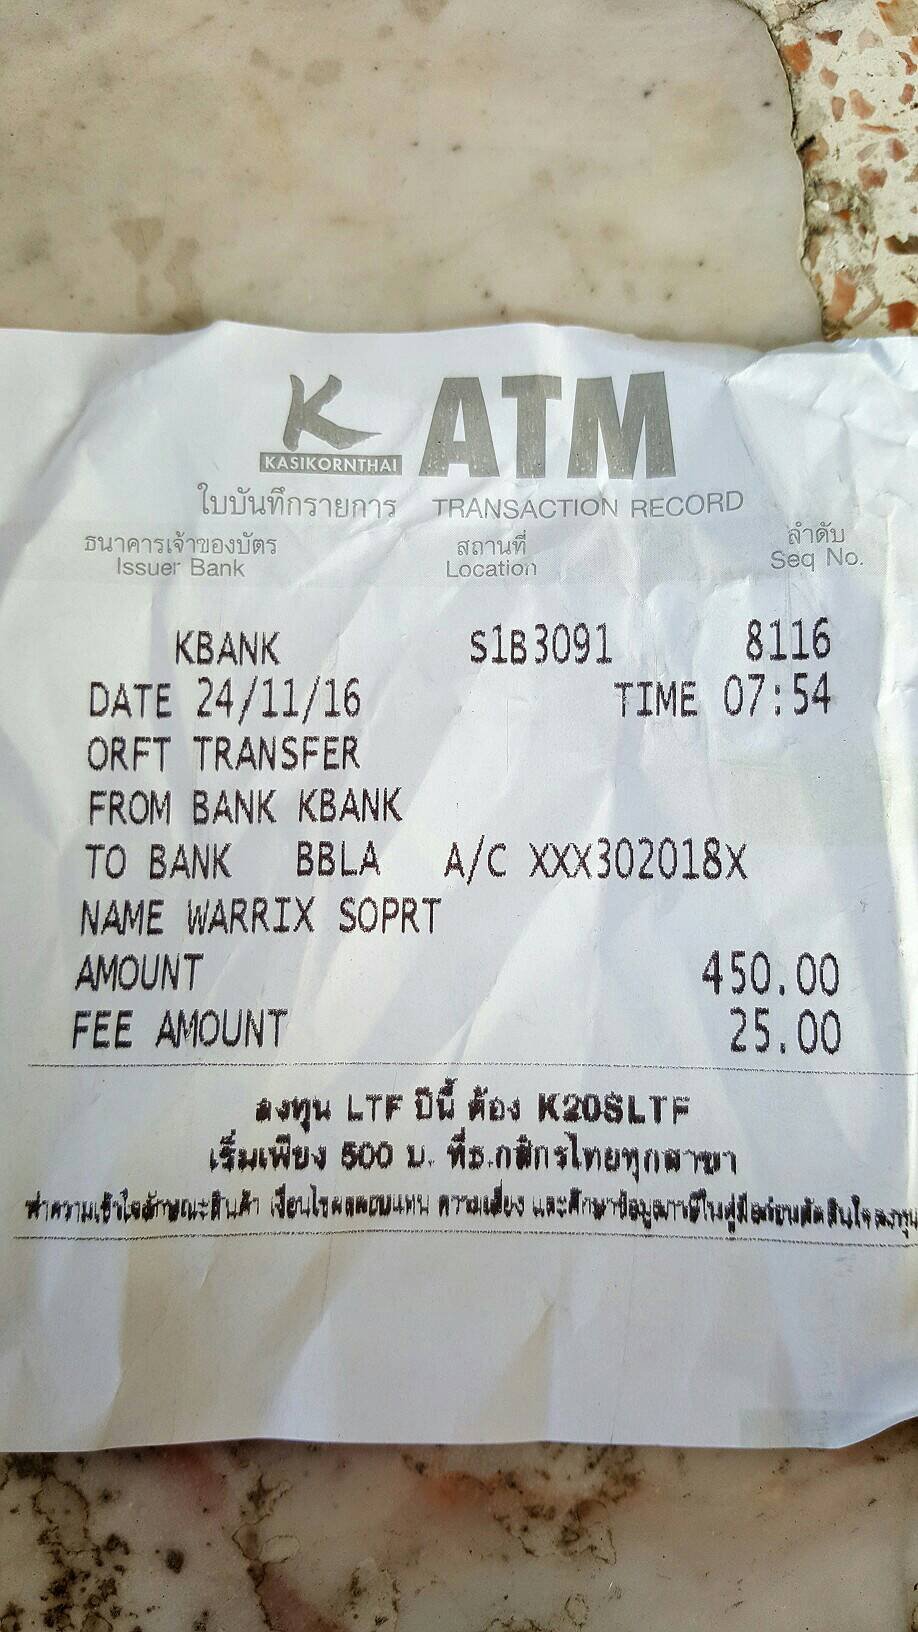 K ATM
KASIKORNTHAI
ใบบันทึกรายการ TRANSACTION RECORD
ธนาคารเจ้าของบัตร สถานที่ ลำดับ
Issuer Bank Location Seq No.
KBANK S1B3091 8116
DATE 24/11/16 TIME 07:54
ORFT TRANSFER
FROM BANK KBANK
TO BANK BBLA A/C XXX302018X
NAME WARRIX SOPRT
AMOUNT 450.00
FEE AMOUNT 25.00
ลงทุน LTF ปีนี้ ต้อง K20SLTF
เริ่มเพียง 500 บ. ที่ธ.กสิกรไทยทุกสาขา
ทำความเข้าใจลักษณะสินค้า เงื่อนไขผลตอบแทน ความเสี่ยง และศึกษาข้อมูลภาษีในคู่มือก่อนตัดสินใจลงทุน